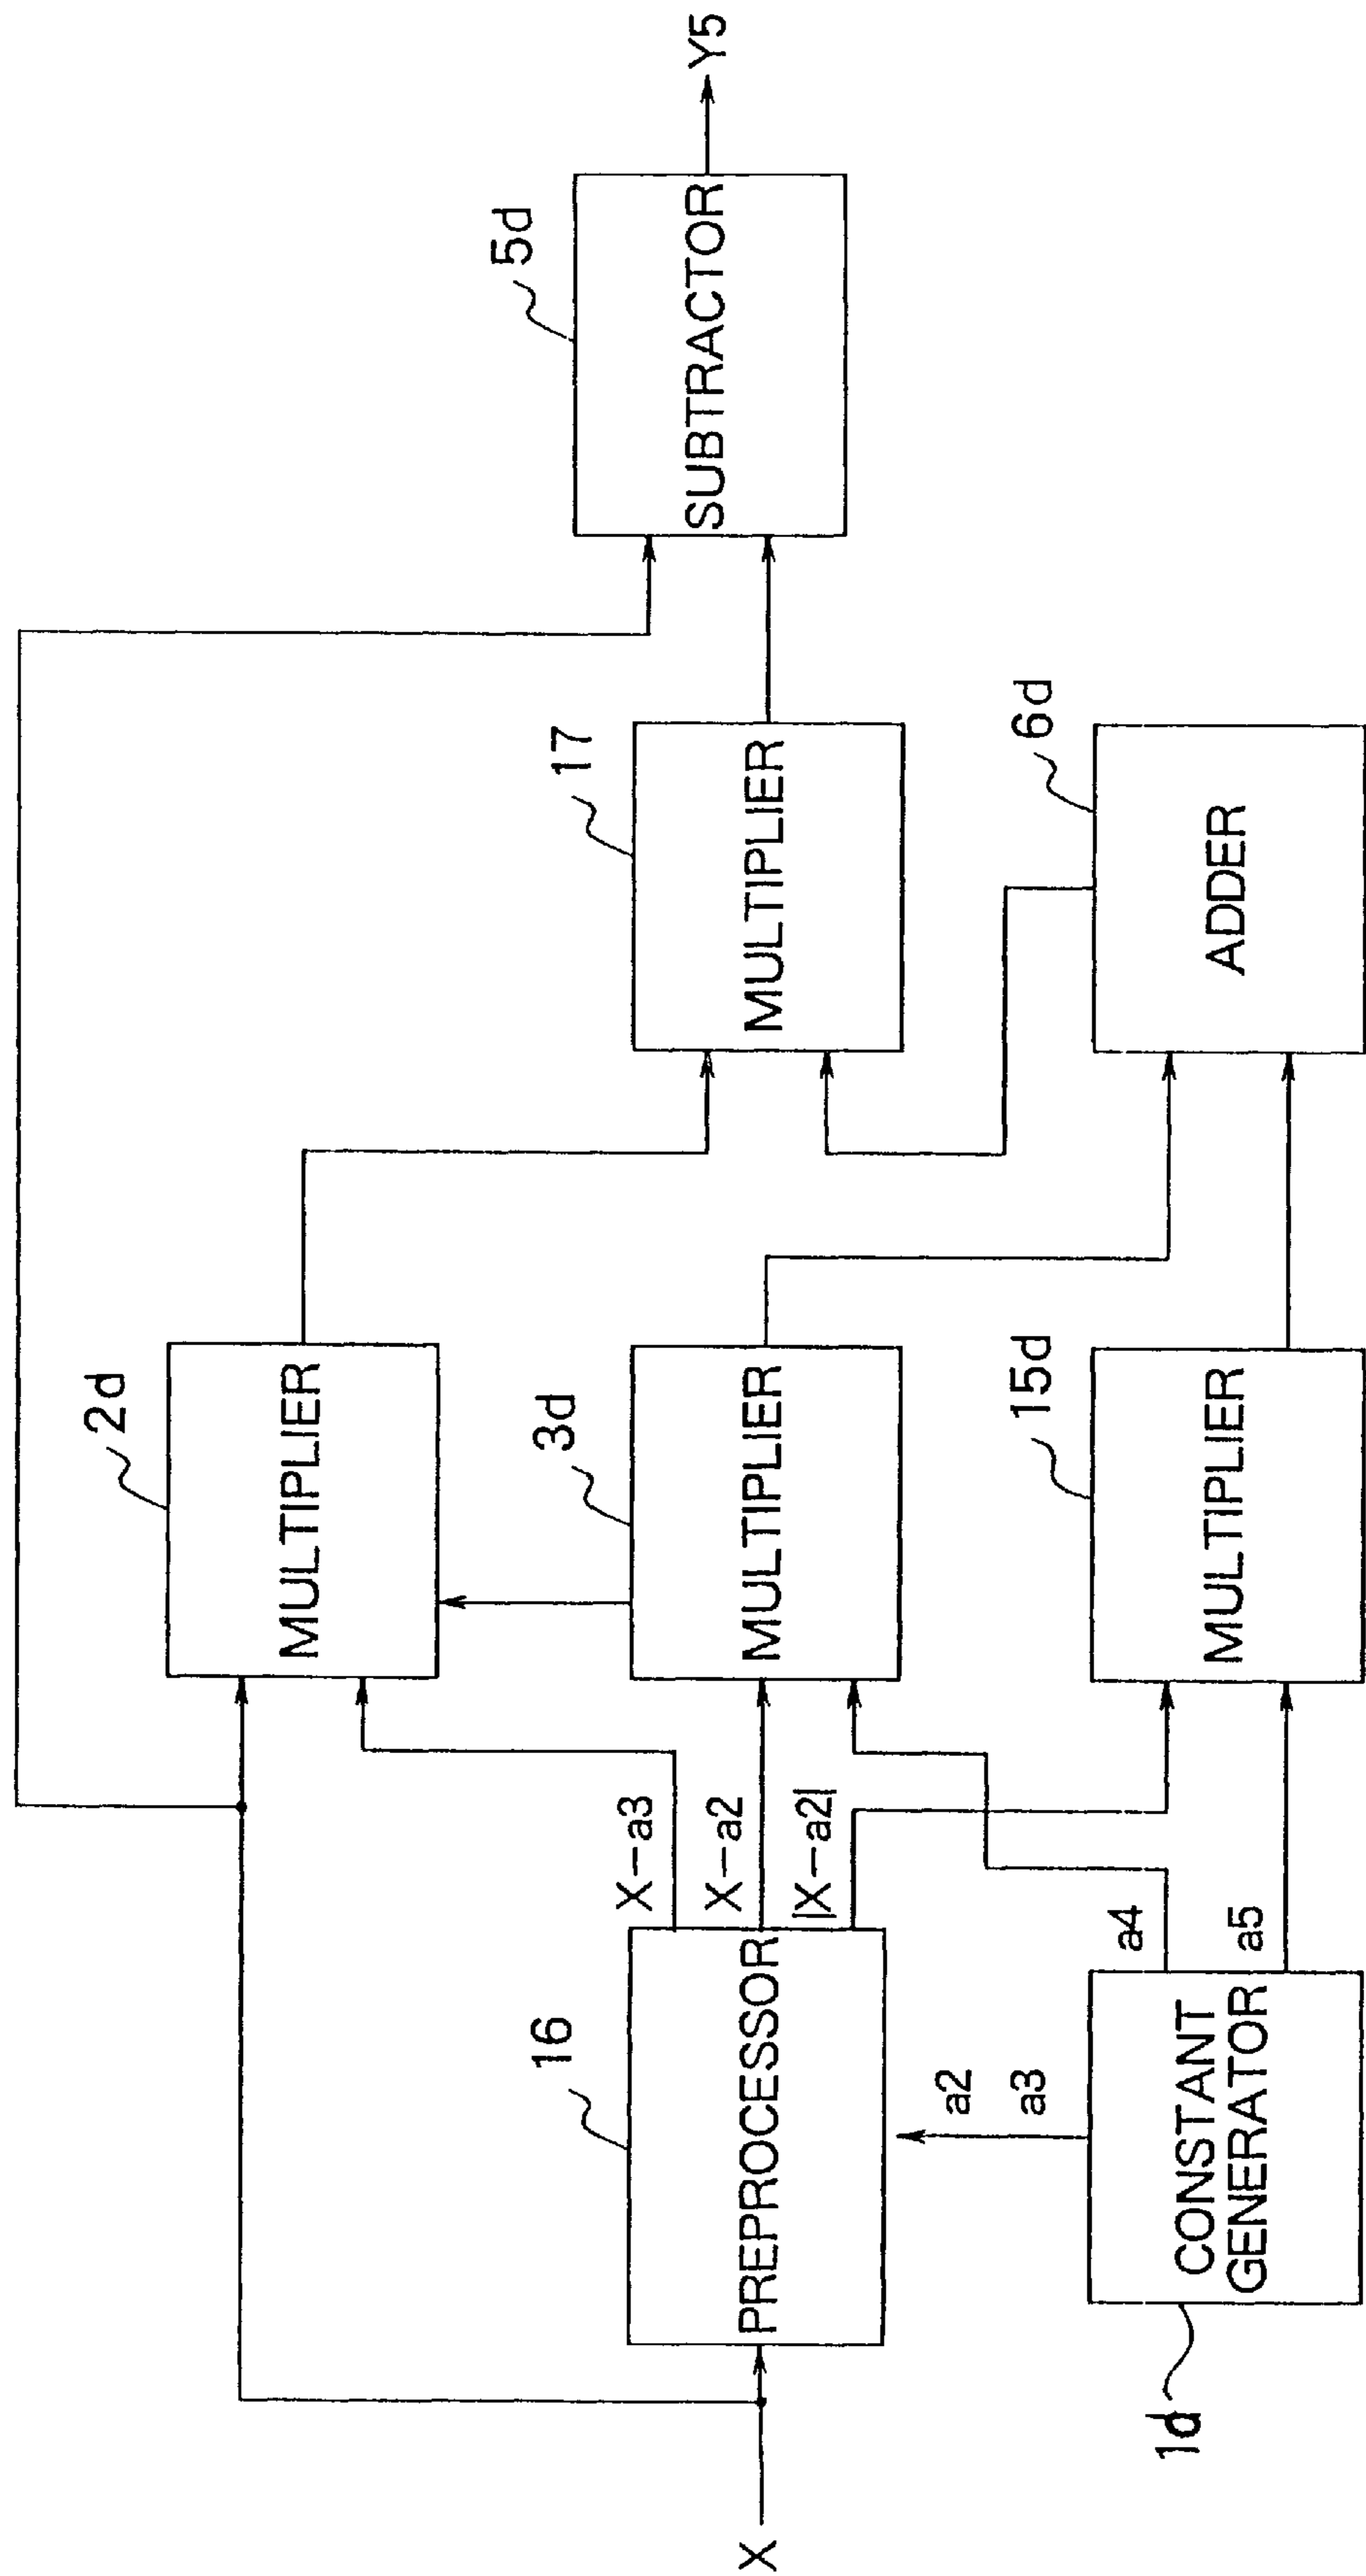 X
16
PREPROCESSOR
X-a3
X-a2
|X-a2|
a2
a3
1d
CONSTANT
GENERATOR
a4
a5
2d
MULTIPLIER
3d
MULTIPLIER
15d
MULTIPLIER
17
MULTIPLIER
6d
ADDER
5d
SUBTRACTOR
Y5